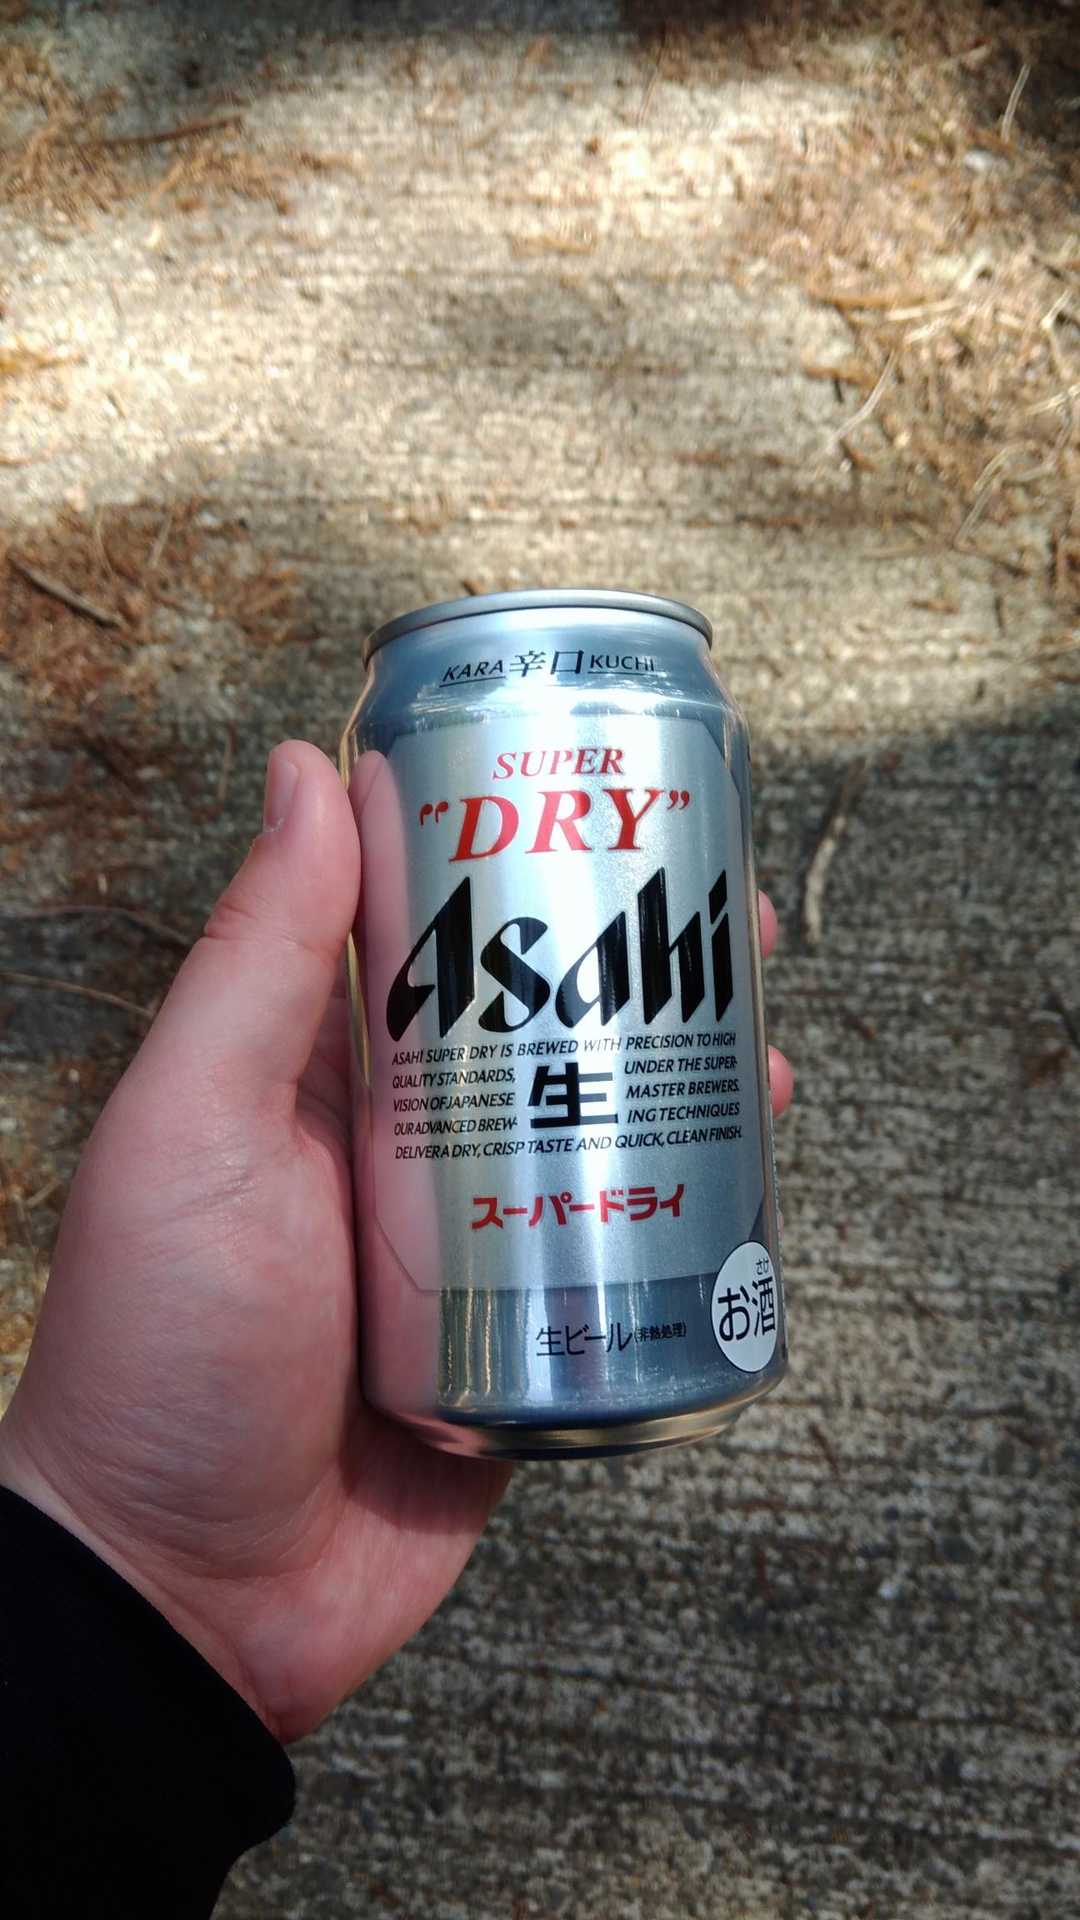 KARA 辛口 KUCHI
SUPER
"DRY"
Asahi
ASAHI SUPER DRY IS BREWED WITH PRECISION TO HIGH
QUALITY STANDARDS, UNDER THE SUPER-
VISION OF JAPANESE MASTER BREWERS.
OUR ADVANCED BREW- ING TECHNIQUES
生
DELIVER A DRY, CRISP TASTE AND QUICK, CLEAN FINISH.
スーパードライ
生ビール(非熱処理)
さけ
お酒